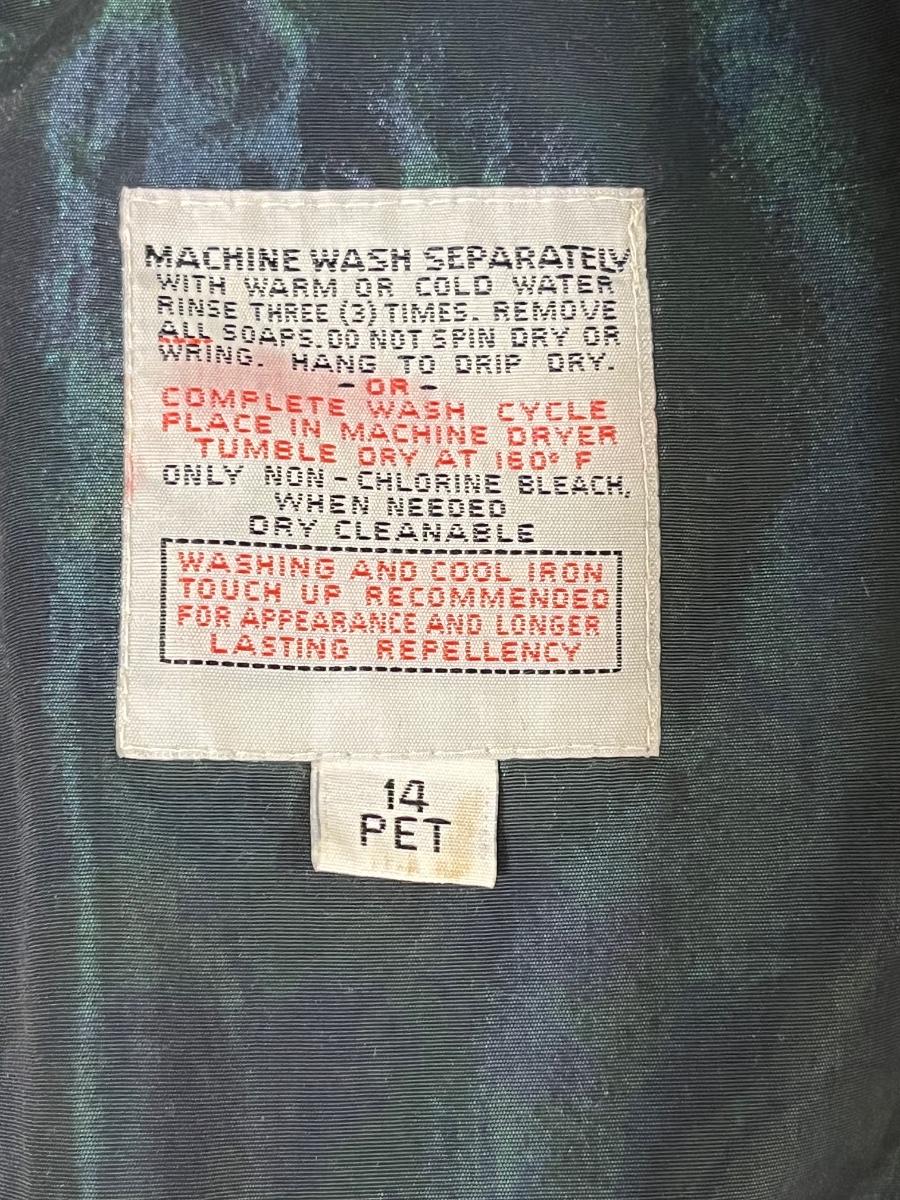 MACHINE WASH SEPARATELY
WITH WARM OR COLD WATER
RINSE THREE (3) TIMES. REMOVE
ALL SOAPS. DO NOT SPIN DRY OR
WRING. HANG TO DRIP DRY.
- OR -
COMPLETE WASH CYCLE
PLACE IN MACHINE DRYER
TUMBLE DRY AT 160° F
ONLY NON-CHLORINE BLEACH,
WHEN NEEDED
DRY CLEANABLE
WASHING AND COOL IRON
TOUCH UP RECOMMENDED
FOR APPEARANCE AND LONGER
LASTING REPELLENCY
14
PET